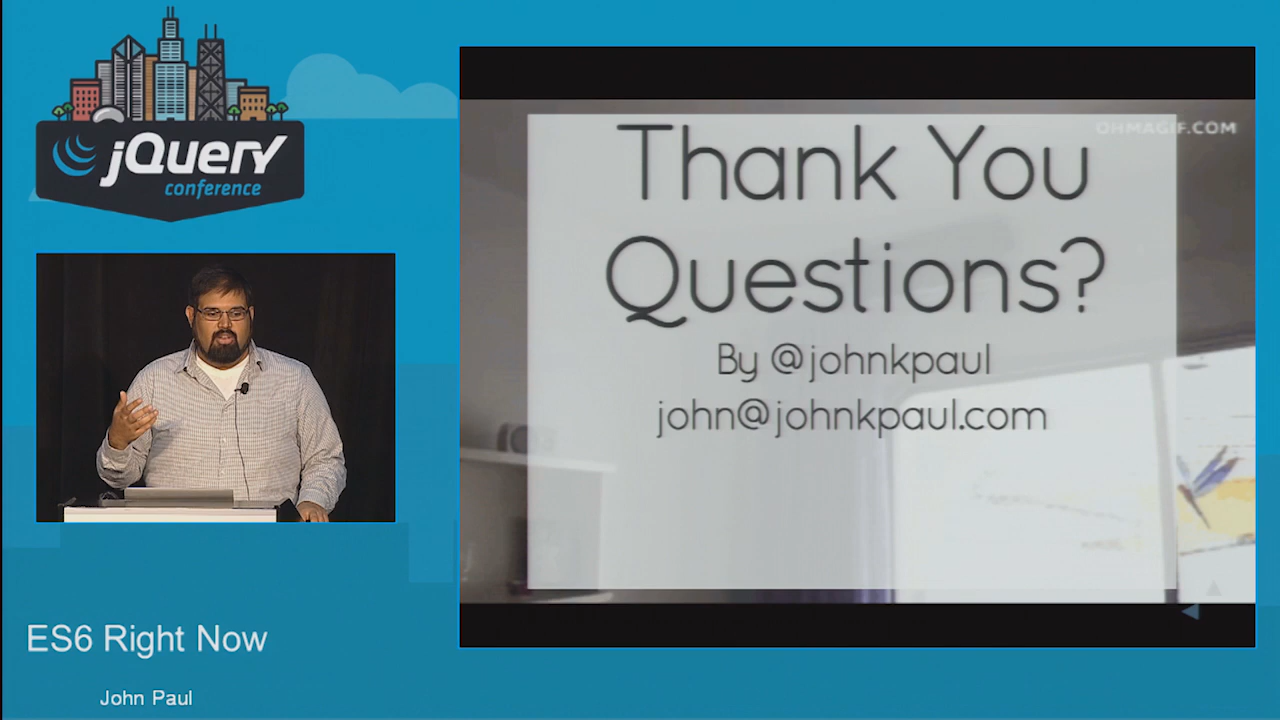 jQuery
conference
OHMAGIF.COM
Thank You
Questions?
By @johnkpaul
john@johnkpaul.com
ES6 Right Now
John Paul